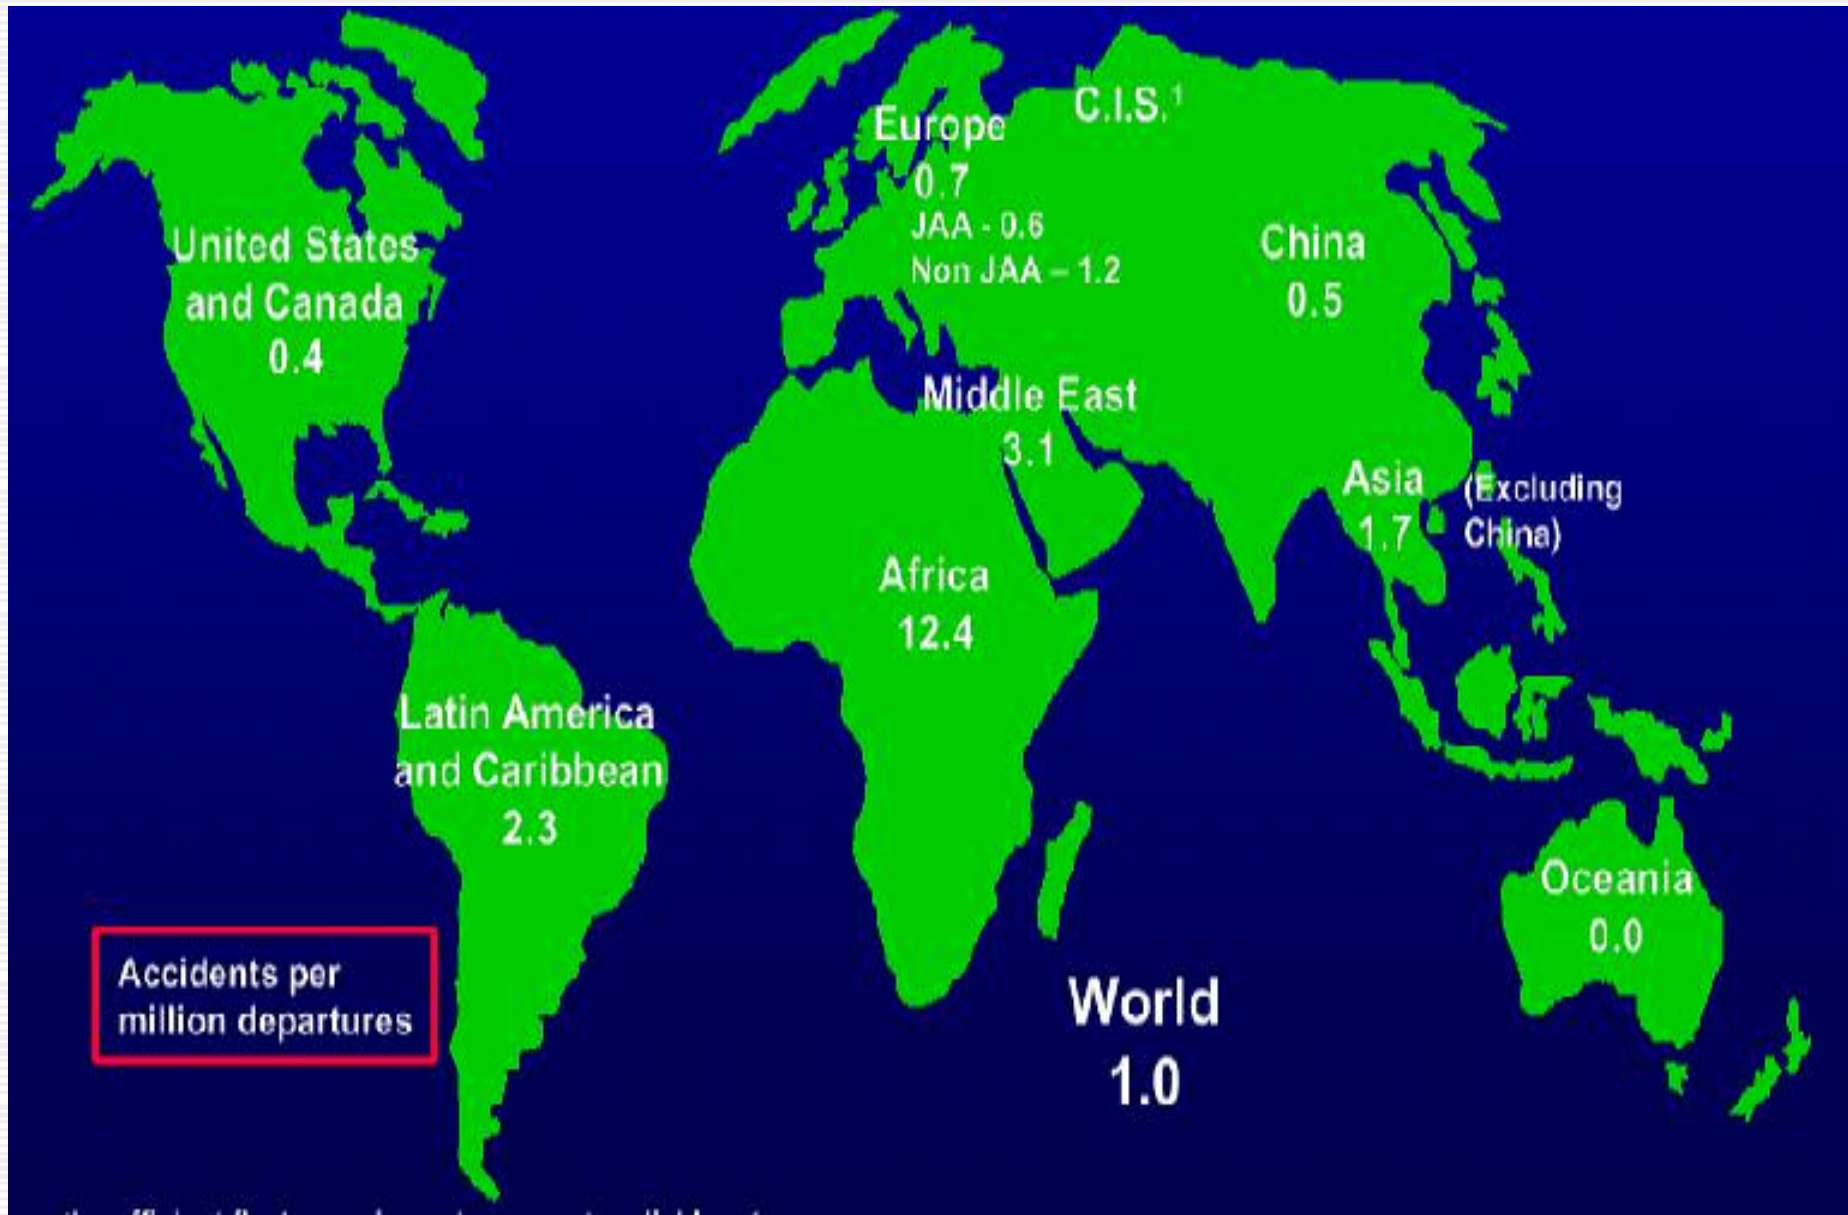 C.I.S.¹
Europe
0.7
JAA - 0.6
Non JAA – 1.2
United States
and Canada
0.4
China
0.5
Middle East
3.1
Asia
1.7
(Excluding
China)
Africa
12.4
Latin America
and Caribbean
2.3
Oceania
0.0
Accidents per
million departures
World
1.0